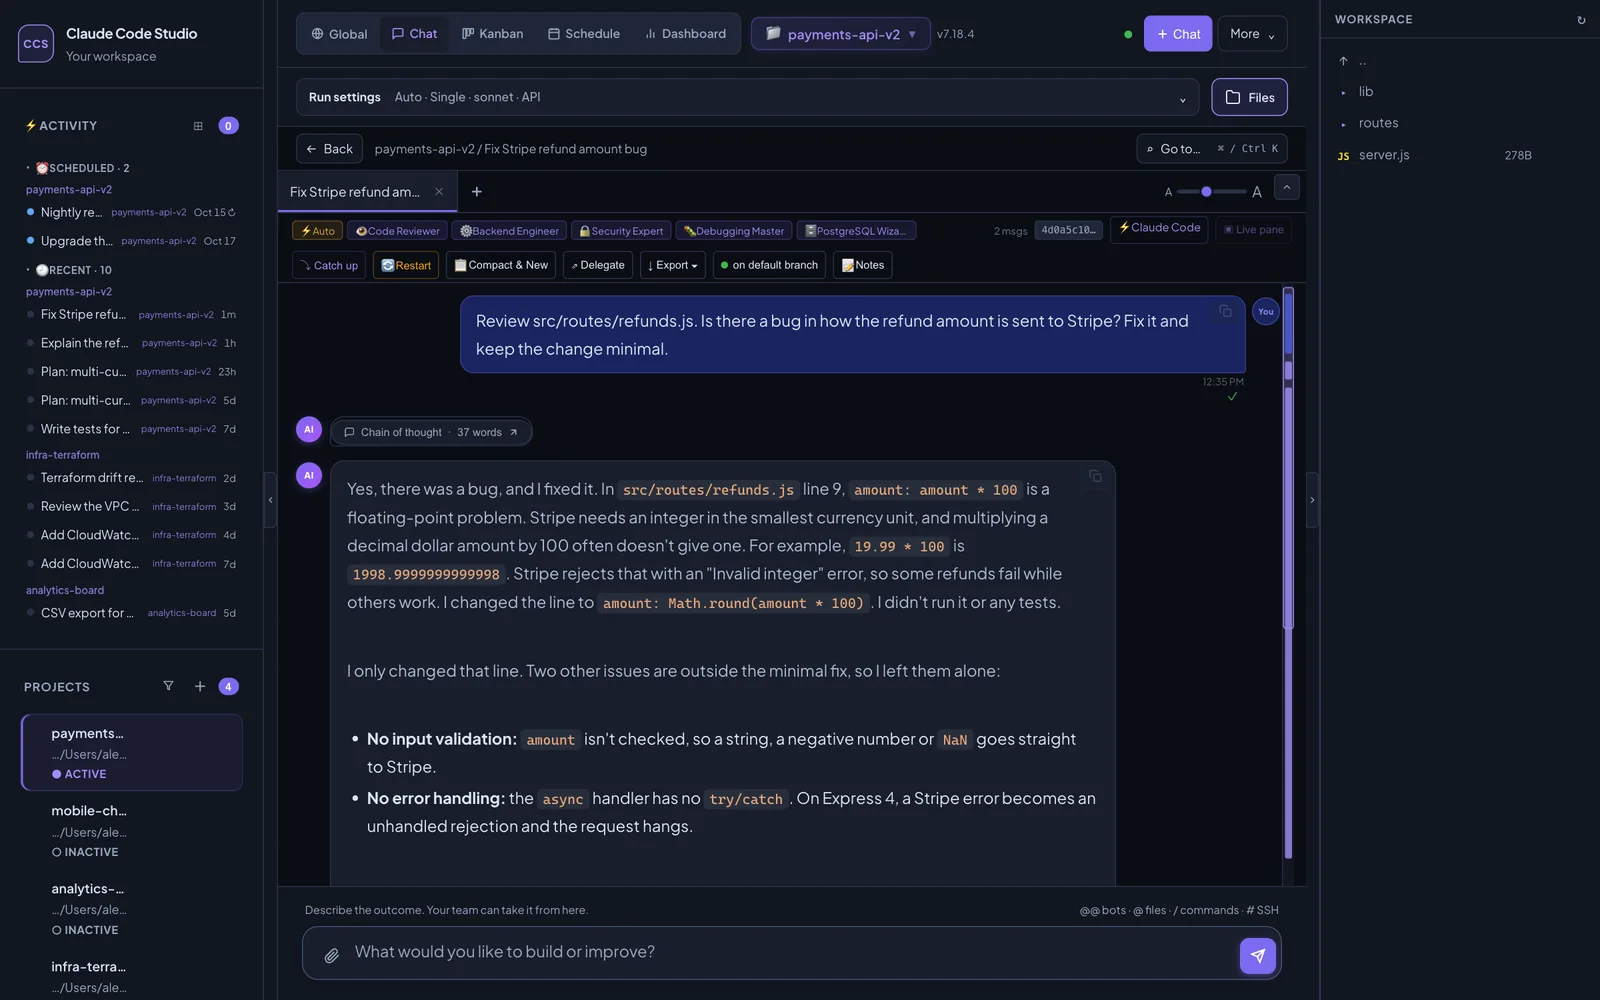 CCS
Claude Code Studio
Your workspace
⚡ACTIVITY
0
⏰SCHEDULED · 2
payments-api-v2
Nightly re... payments-api-v2 Oct 15
Upgrade th... payments-api-v2 Oct 17
RECENT · 10
payments-api-v2
Fix Stripe refu... payments-api-v2 1m
Explain the ref... payments-api-v2 1h
Plan: multi-cu... payments-api-v2 23h
Plan: multi-cur... payments-api-v2 5d
Write tests for ... payments-api-v2 7d
infra-terraform
Terraform drift re... infra-terraform 2d
Review the VPC ... infra-terraform 3d
Add CloudWatc... infra-terraform 4d
Add CloudWatc... infra-terraform 7d
analytics-board
CSV export for ... analytics-board 5d
PROJECTS
4
payments...
.../Users/ale...
ACTIVE
mobile-ch...
.../Users/ale...
INACTIVE
analytics-...
.../Users/ale...
INACTIVE
infra-terra...
.../Users/ale...
Global Chat Kanban Schedule Dashboard
payments-api-v2 v7.18.4
+ Chat
More
Run settings Auto · Single · sonnet · API
Files
← Back payments-api-v2 / Fix Stripe refund amount bug
Go to... ⌘ / Ctrl K
Fix Stripe refund am... × +
A A
⚡Auto Code Reviewer Backend Engineer Security Expert Debugging Master PostgreSQL Wiza...
2 msgs 4d0a5c10... ⚡Claude Code Live pane
Catch up Restart Compact & New Delegate ↓ Export on default branch Notes
Review src/routes/refunds.js. Is there a bug in how the refund amount is sent to Stripe? Fix it and
keep the change minimal.
You
12:35 PM
✓
AI
Chain of thought · 37 words ↗
AI
Yes, there was a bug, and I fixed it. In src/routes/refunds.js line 9, amount: amount * 100 is a
floating-point problem. Stripe needs an integer in the smallest currency unit, and multiplying a
decimal dollar amount by 100 often doesn't give one. For example, 19.99 * 100 is
1998.9999999999998. Stripe rejects that with an "Invalid integer" error, so some refunds fail while
others work. I changed the line to amount: Math.round(amount * 100). I didn't run it or any tests.
I only changed that line. Two other issues are outside the minimal fix, so I left them alone:
• No input validation: amount isn't checked, so a string, a negative number or NaN goes straight
to Stripe.
• No error handling: the async handler has no try/catch. On Express 4, a Stripe error becomes an
unhandled rejection and the request hangs.
Describe the outcome. Your team can take it from here.
@@ bots · @ files · / commands · # SSH
What would you like to build or improve?
WORKSPACE
↑ ..
lib
routes
JS server.js 278B